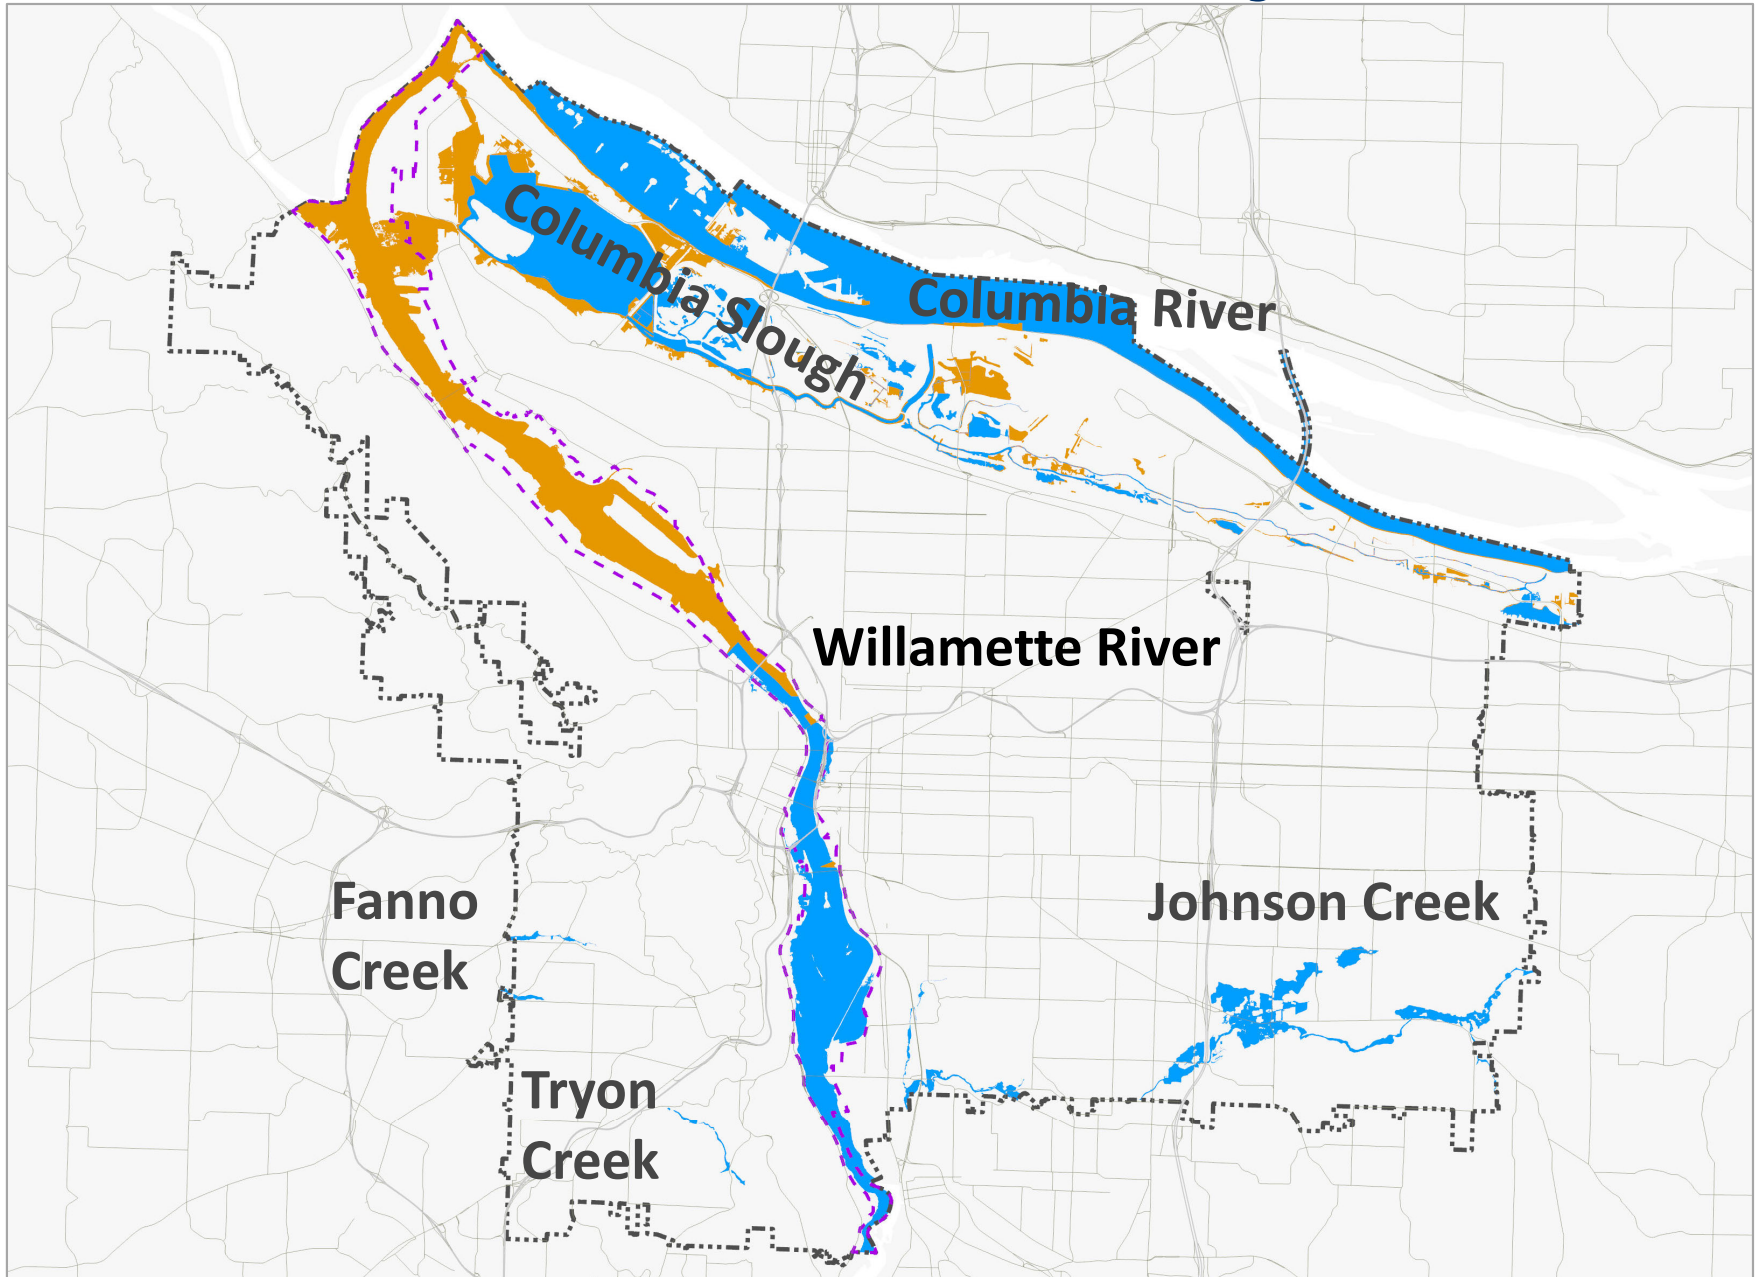 Columbia Slough
Columbia River
Willamette River
Fanno
Creek
Johnson Creek
Tryon
Creek